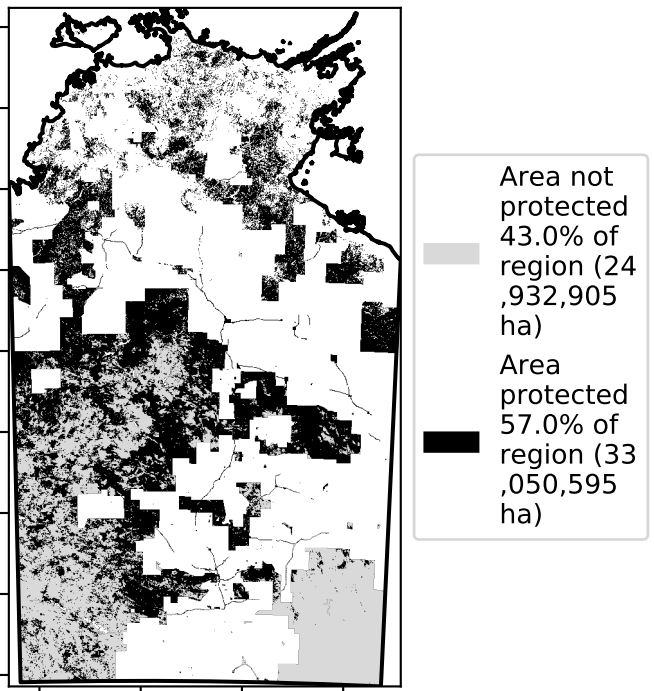 Area not
protected
43.0% of
region (24
,932,905
ha)
Area
protected
57.0% of
region (33
,050,595
ha)